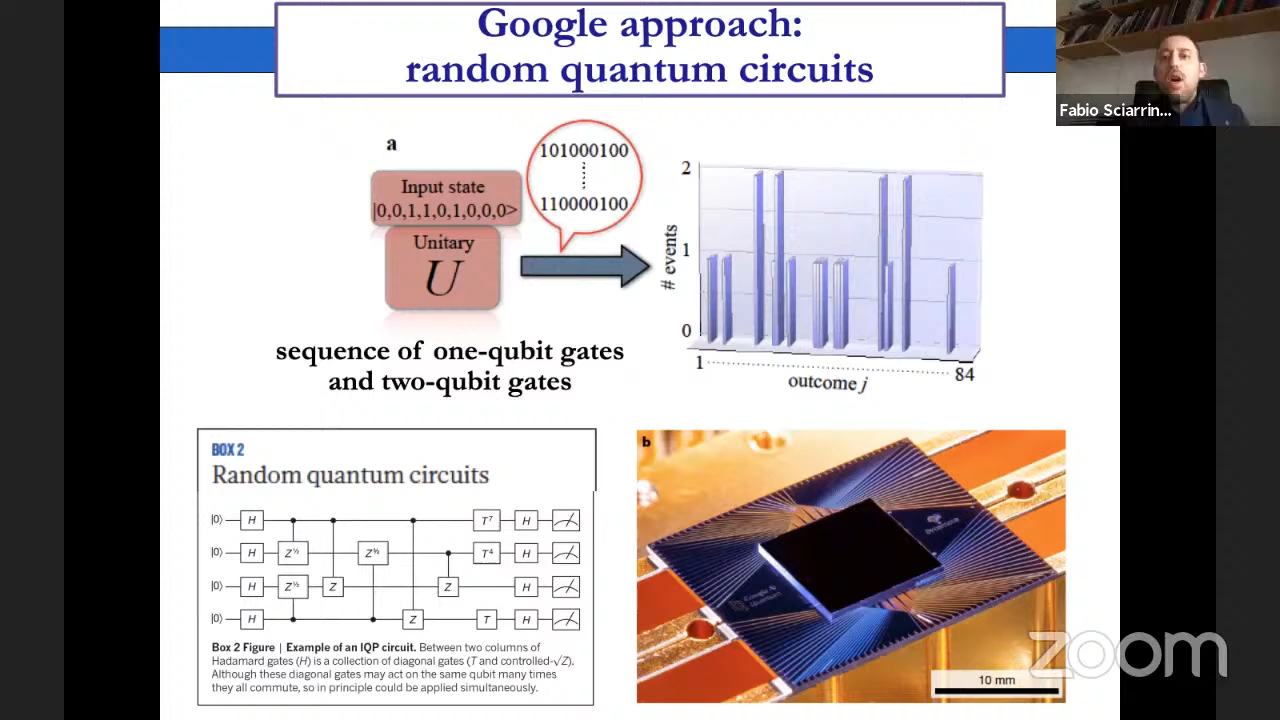 Google approach:
random quantum circuits
Fabio Sciarrin...
a
Input state
|0,0,1,1,0,1,0,0,0>
Unitary
U
101000100
110000100
# events
2
1
0
1
84
outcome j
sequence of one-qubit gates
and two-qubit gates
BOX 2
Random quantum circuits
|0⟩ H T⁷ H
|0⟩ H Z½ T⁴ H
|0⟩ H Z½ Z Z H
|0⟩ H Z T H
Box 2 Figure | Example of an IQP circuit. Between two columns of
Hadamard gates (H) is a collection of diagonal gates (T and controlled-√Z).
Although these diagonal gates may act on the same qubit many times
they all commute, so in principle could be applied simultaneously.
b
Google AI
Quantum
10 mm
zoom